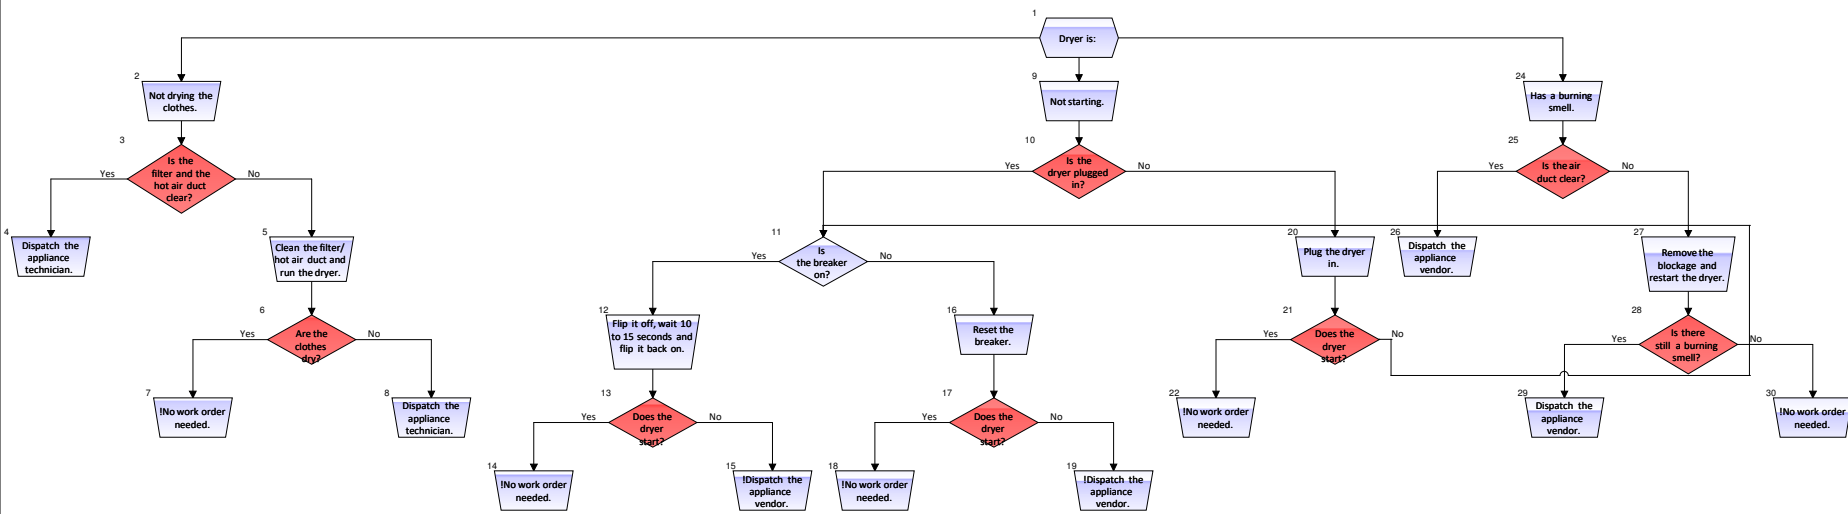 1
Dryer is:
2
Not drying the
clothes.
3
Is the
filter and the
hot air duct
clear?
Yes
No
4
Dispatch the
appliance
technician.
5
Clean the filter/
hot air duct and
run the dryer.
6
Are the
clothes
dry?
Yes
No
7
!No work order
needed.
8
Dispatch the
appliance
technician.
9
Not starting.
10
Is the
dryer plugged
in?
Yes
No
11
Is
the breaker
on?
Yes
No
12
Flip it off, wait 10
to 15 seconds and
flip it back on.
13
Does the
dryer
start?
Yes
No
14
!No work order
needed.
15
!Dispatch the
appliance
vendor.
16
Reset the
breaker.
17
Does the
dryer
start?
Yes
No
18
!No work order
needed.
19
!Dispatch the
appliance
vendor.
20
Plug the dryer
in.
21
Does the
dryer
start?
Yes
No
22
!No work order
needed.
24
Has a burning
smell.
25
Is the air
duct clear?
Yes
No
26
Dispatch the
appliance
vendor.
27
Remove the
blockage and
restart the dryer.
28
Is there
still a burning
smell?
Yes
No
29
Dispatch the
appliance
vendor.
30
!No work order
needed.